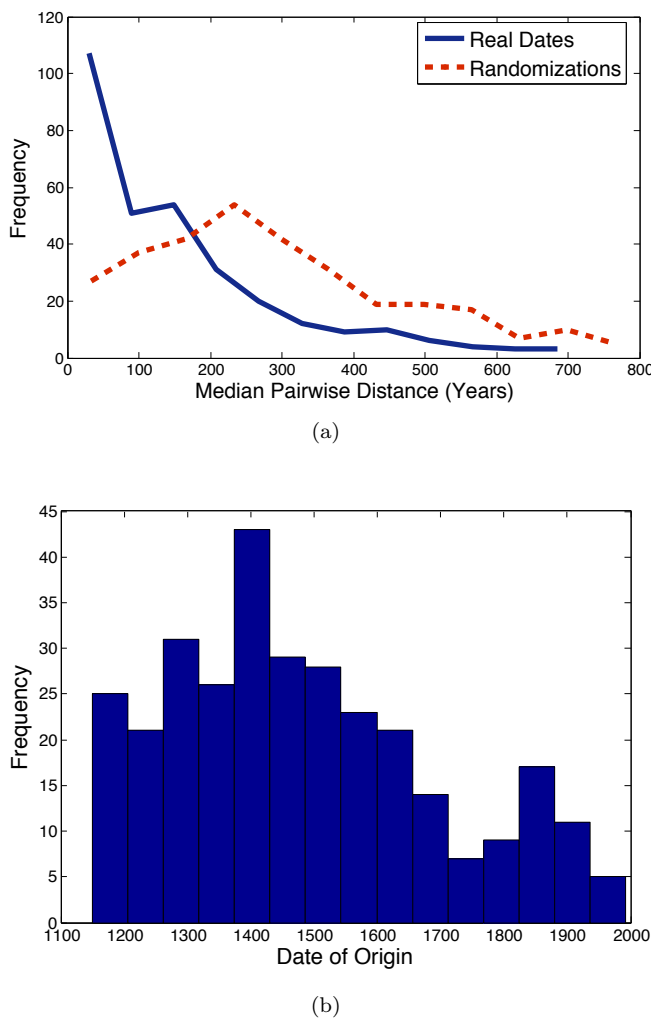 120
100
80
60
40
20
0
Frequency
Real Dates
Randomizations
0 100 200 300 400 500 600 700 800
Median Pairwise Distance (Years)
(a)
45
40
35
30
25
20
15
10
5
0
Frequency
1100 1200 1300 1400 1500 1600 1700 1800 1900 2000
Date of Origin
(b)